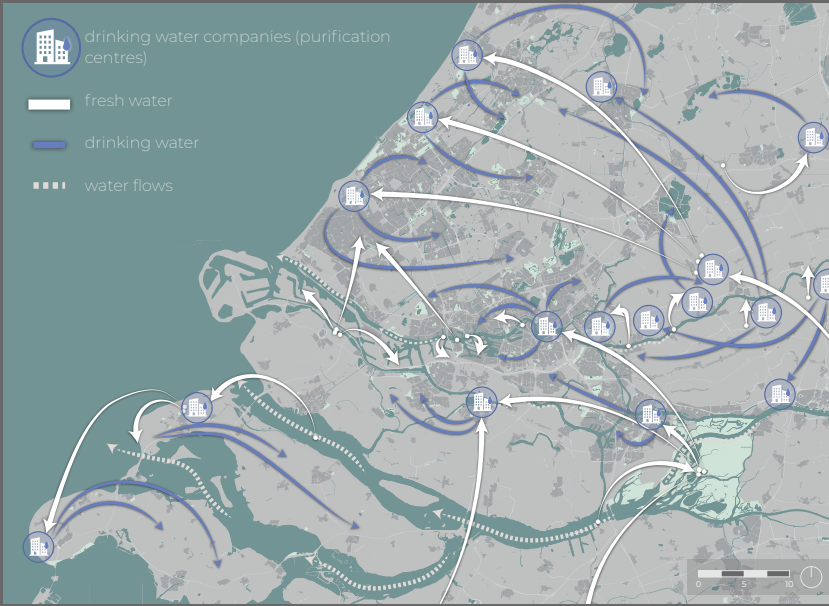 drinking water companies (purification
centres)
fresh water
drinking water
water flows
0 5 10